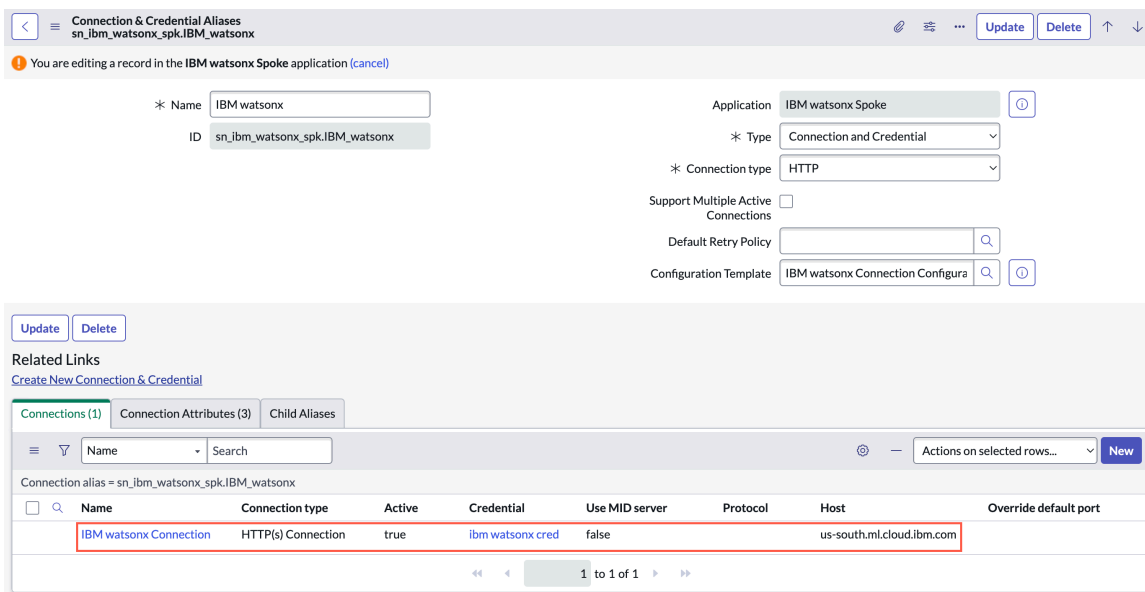 Connection & Credential Aliases
sn_ibm_watsonx_spk.IBM_watsonx
Update
Delete
You are editing a record in the IBM watsonx Spoke application (cancel)
Name
IBM watsonx
ID
sn_ibm_watsonx_spk.IBM_watsonx
Application
IBM watsonx Spoke
Type
Connection and Credential
Connection type
HTTP
Support Multiple Active
Connections
Default Retry Policy
Configuration Template
IBM watsonx Connection Configura
Update
Delete
Related Links
Create New Connection & Credential
Connections (1)
Connection Attributes (3)
Child Aliases
Name
Search
Actions on selected rows...
New
Connection alias = sn_ibm_watsonx_spk.IBM_watsonx
Name Connection type Active Credential Use MID server Protocol Host Override default port
IBM watsonx Connection HTTP(s) Connection true ibm watsonx cred false us-south.ml.cloud.ibm.com
1 to 1 of 1